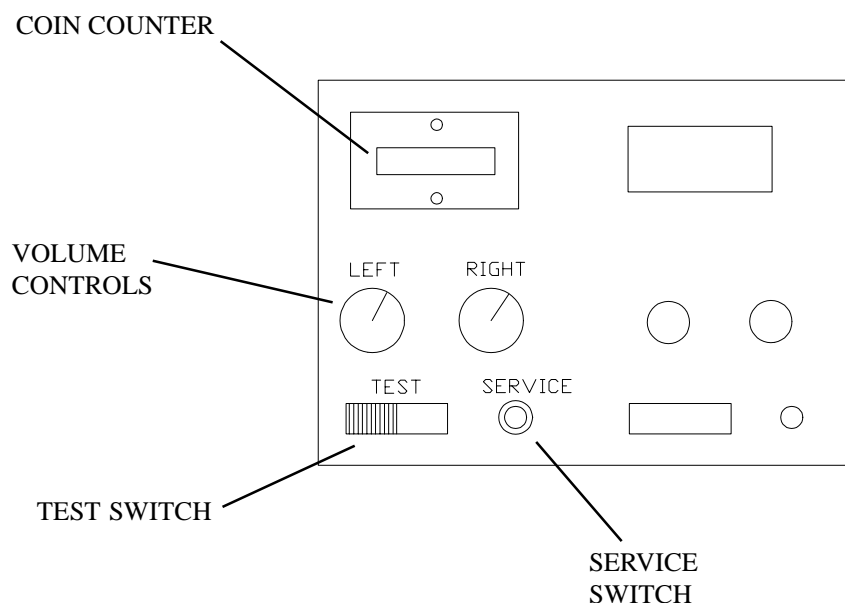 COIN COUNTER
VOLUME
CONTROLS
LEFT RIGHT
TEST SERVICE
TEST SWITCH
SERVICE
SWITCH